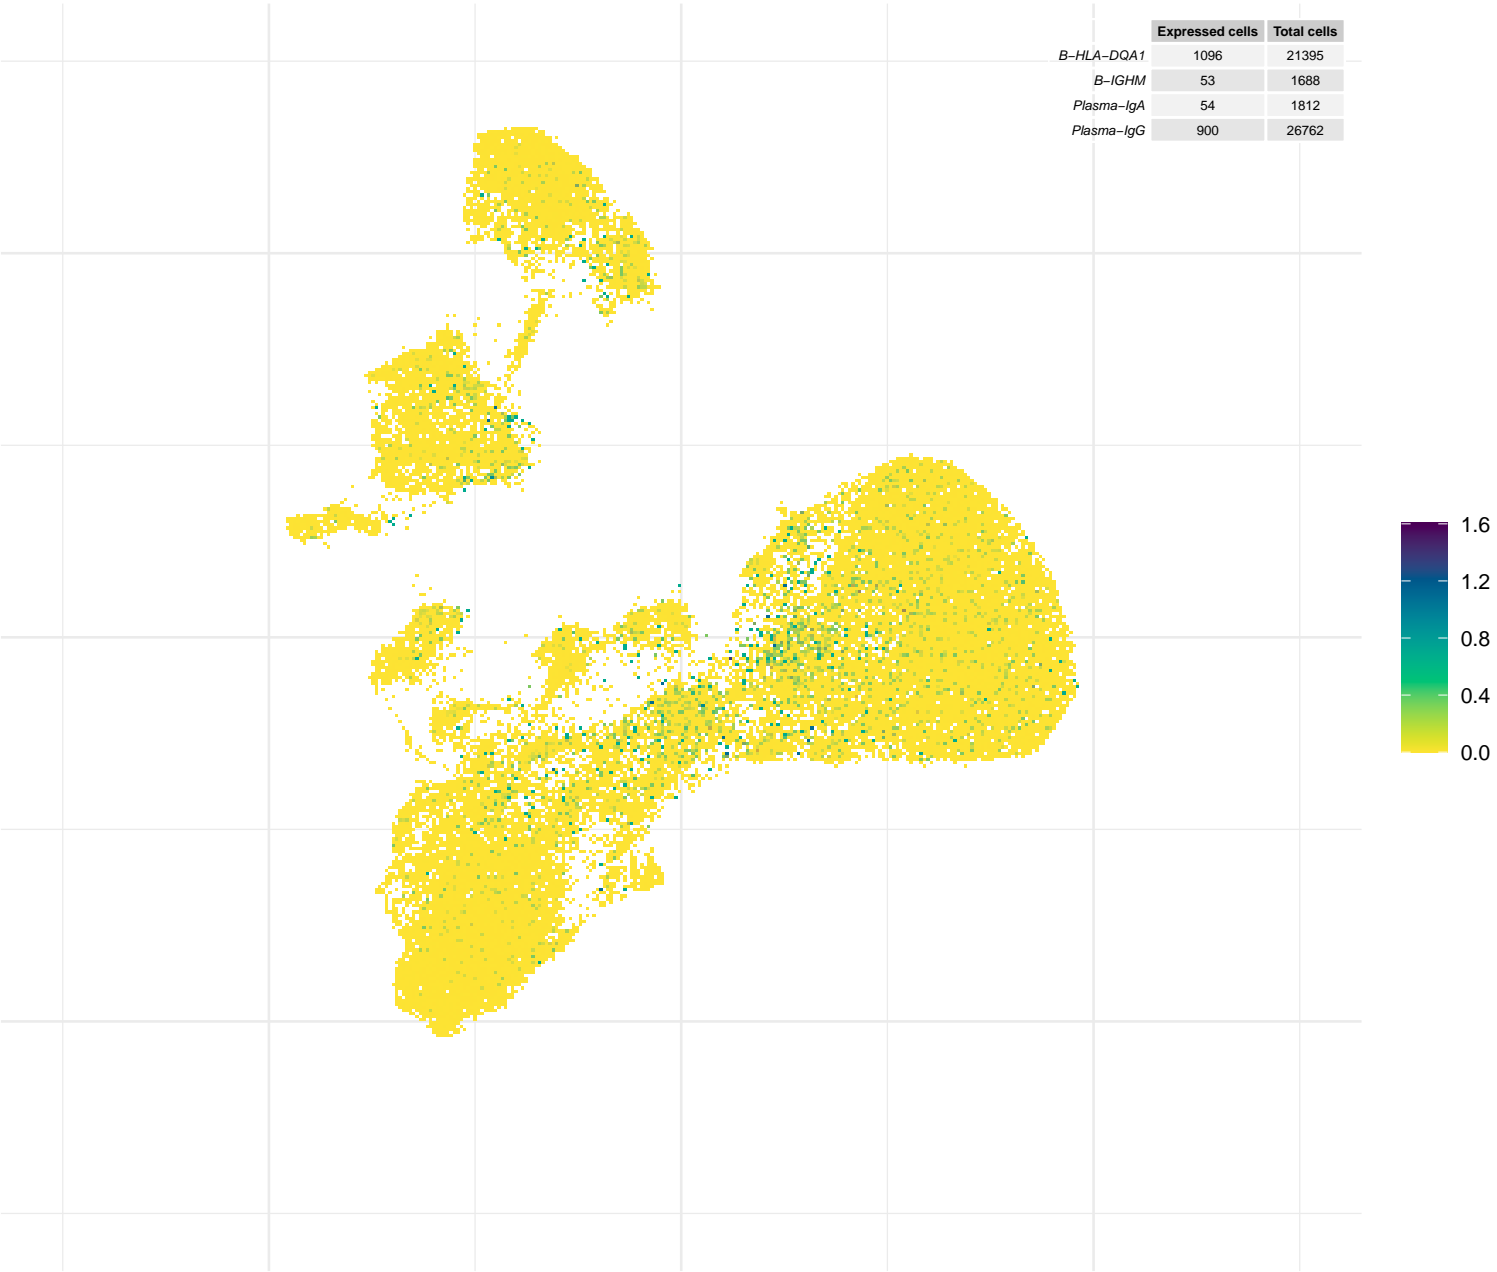 Expressed cells Total cells
B−HLA−DQA1 1096 21395
B−IGHM 53 1688
Plasma−IgA 54 1812
Plasma−IgG 900 26762
1.6
1.2
0.8
0.4
0.0